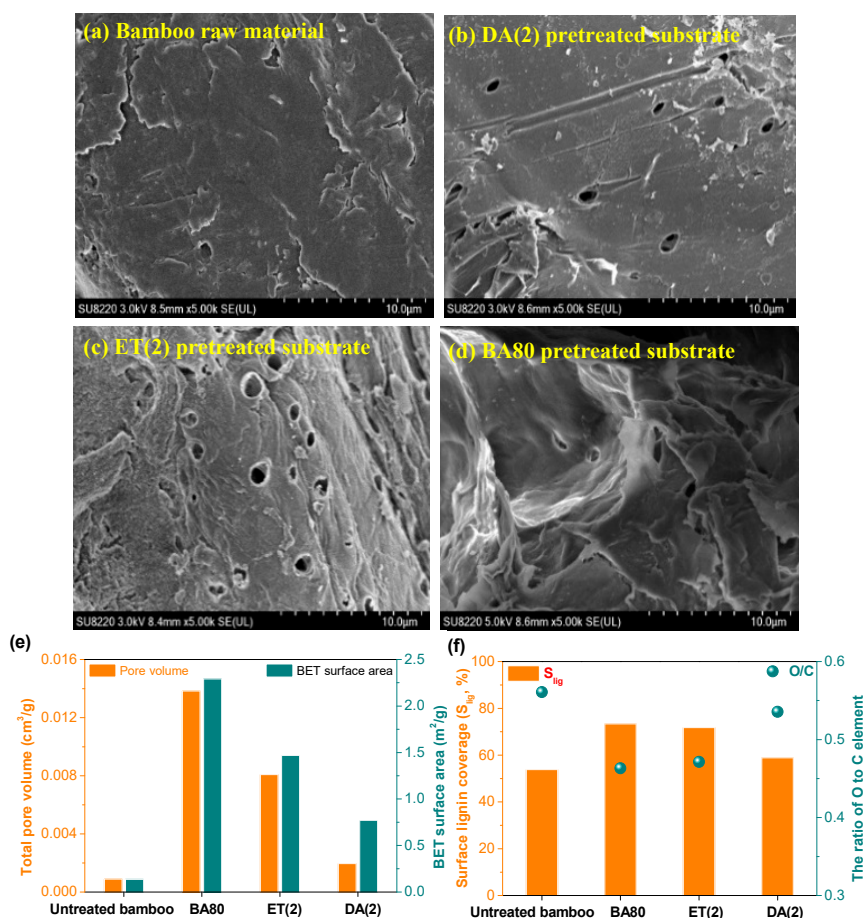 (a) Bamboo raw material
(b) DA(2) pretreated substrate
SU8220 3.0kV 8.5mm x5.00k SE(UL) 10.0μm
SU8220 3.0kV 8.6mm x5.00k SE(UL) 10.0μm
(c) ET(2) pretreated substrate
(d) BA80 pretreated substrate
SU8220 3.0kV 8.4mm x5.00k SE(UL) 10.0μm
SU8220 5.0kV 8.6mm x5.00k SE(UL) 10.0μm
(e)
Pore volume
BET surface area
Total pore volume (cm³/g)
0.016
0.012
0.008
0.004
0.000
BET surface area (m²/g)
2.5
2.0
1.5
1.0
0.5
0.0
Untreated bamboo BA80 ET(2) DA(2)
(f)
S_lig
O/C
Surface lignin coverage (S_lig, %)
100
80
60
40
20
0
The ratio of O to C element
0.6
0.5
0.4
0.3
Untreated bamboo BA80 ET(2) DA(2)